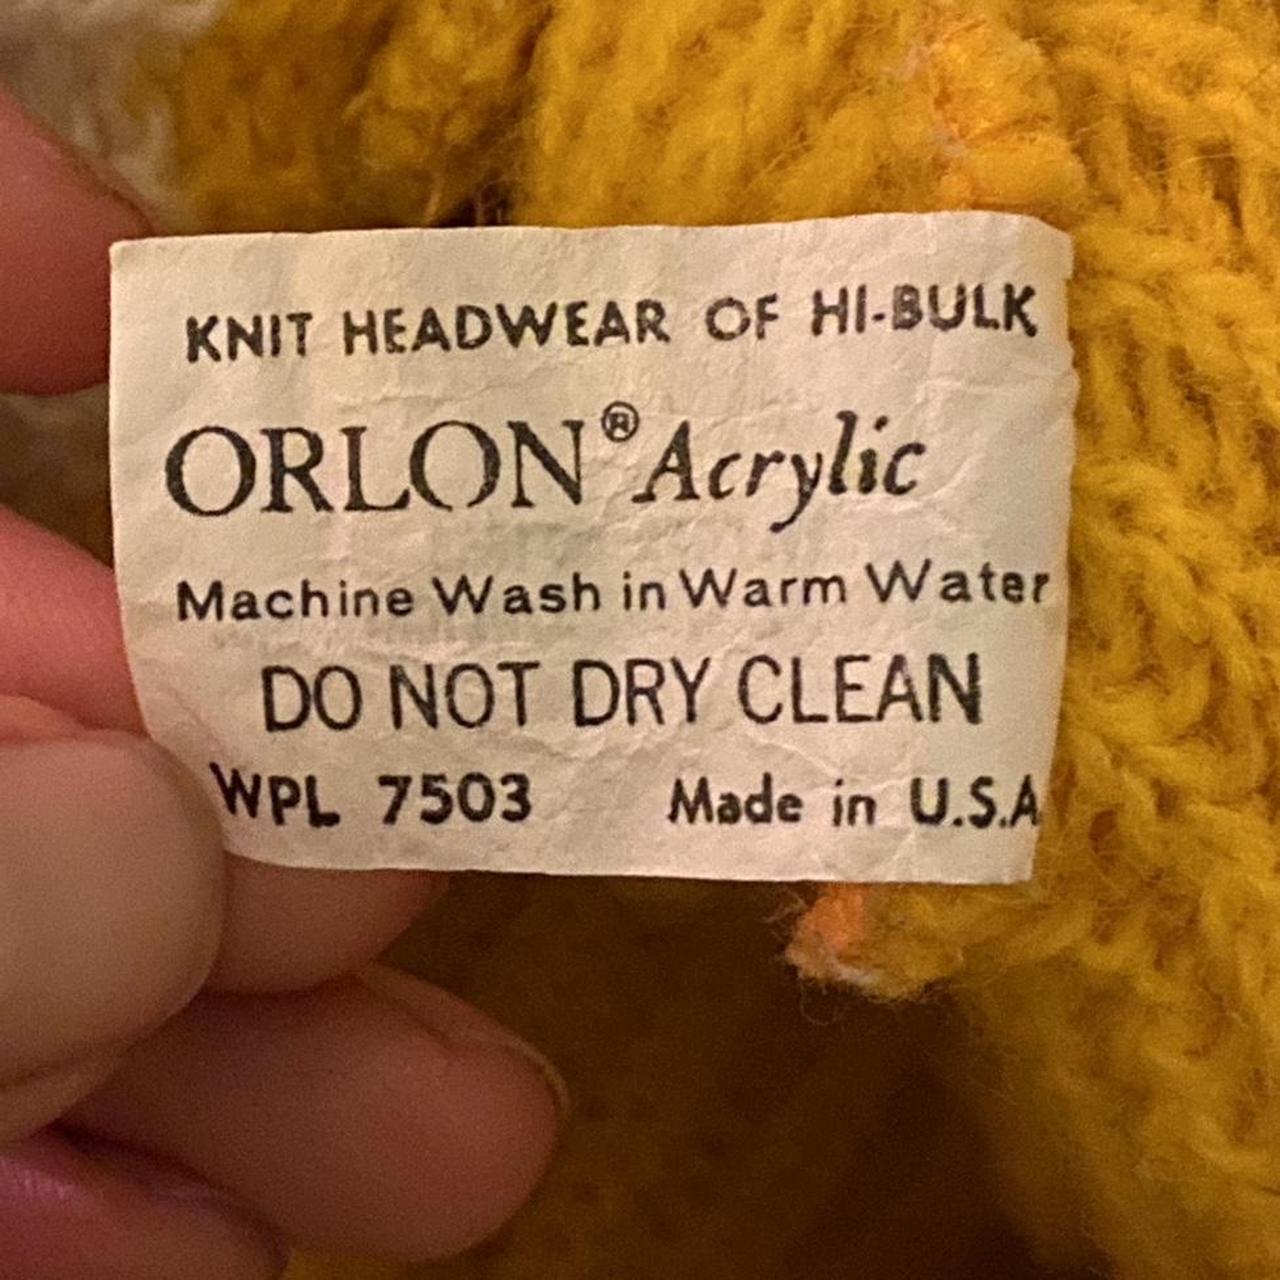 KNIT HEADWEAR OF HI-BULK
ORLON® Acrylic
Machine Wash in Warm Water
DO NOT DRY CLEAN
WPL 7503 Made in U.S.A